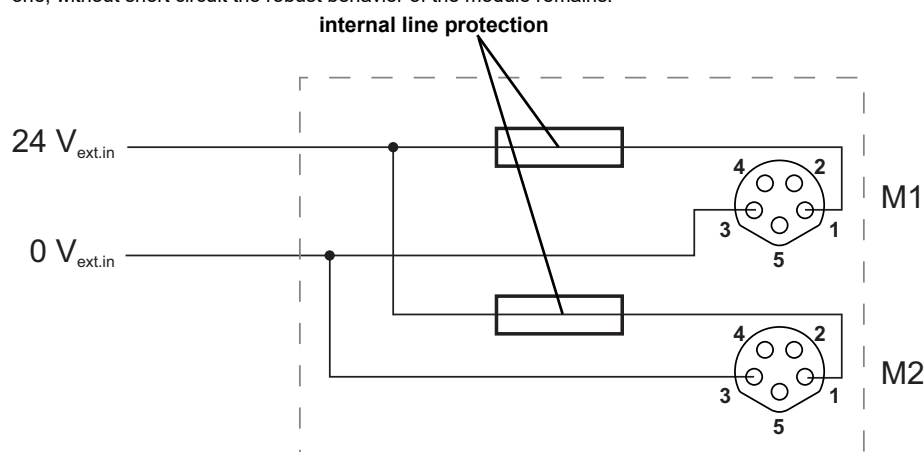 one, without short circuit the robust behavior of the module remains.
internal line protection
24 Vext.in
4 2
M1
3 1
0 Vext.in
5
4 2
M2
3 1
5